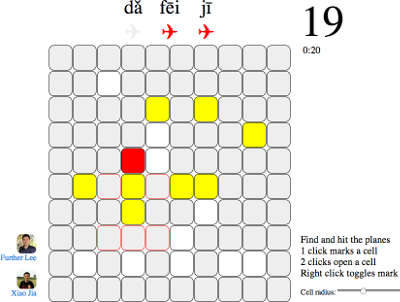 dǎ fēi jī
19
0:20
Further Lee
Xiao Jia
Find and hit the planes
1 click marks a cell
2 clicks open a cell
Right click toggles mark
Cell radius: